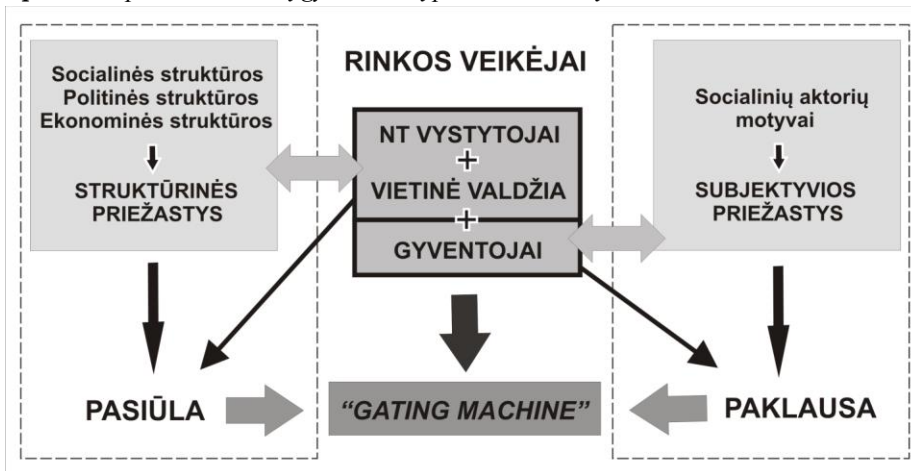 Socialinės struktūros
Politinės struktūros
Ekonominės struktūros
STRUKTŪRINĖS
PRIEŽASTYS
PASIŪLA
RINKOS VEIKĖJAI
NT VYSTYTOJAI
+
VIETINĖ VALDŽIA
+
GYVENTOJAI
“GATING MACHINE”
Socialinių aktorių
motyvai
SUBJEKTYVIOS
PRIEŽASTYS
PAKLAUSA